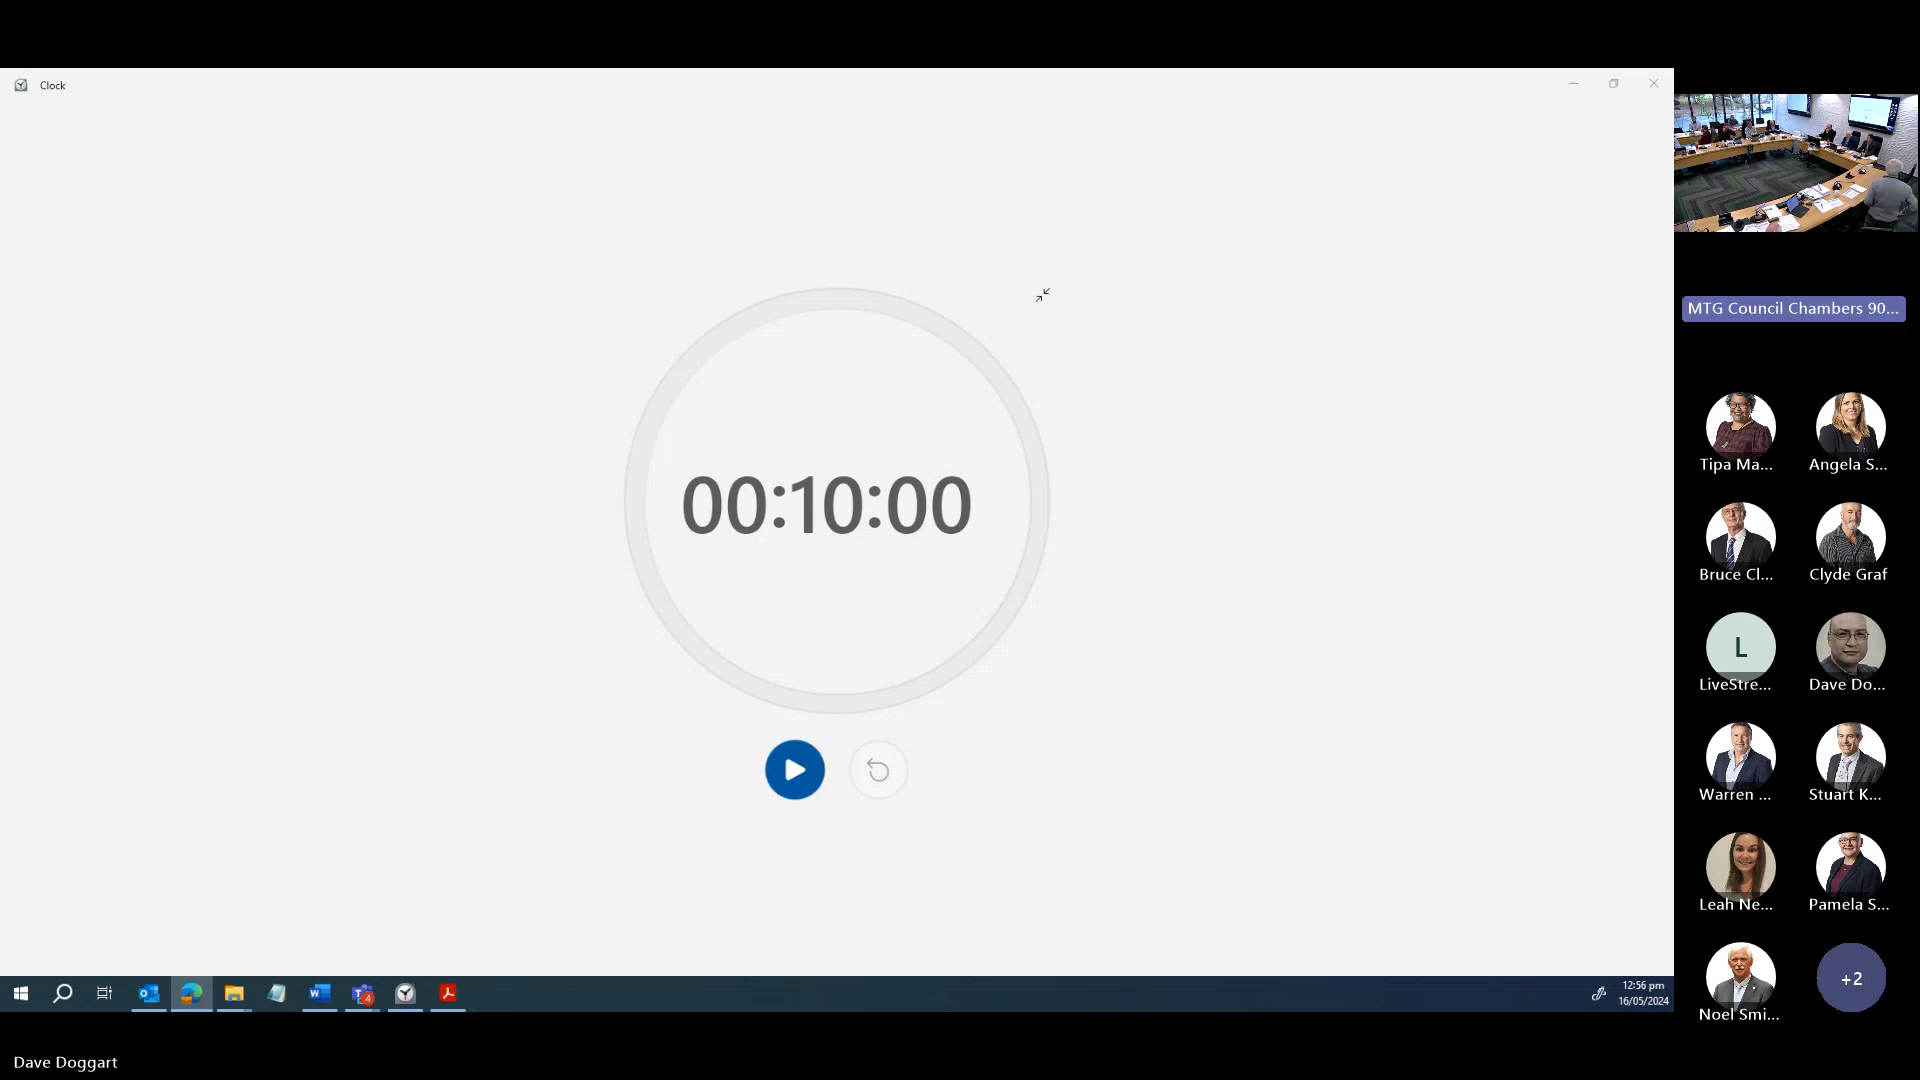 Clock
00:10:00
MTG Council Chambers 90...
Tipa Ma...
Angela S...
Bruce Cl...
Clyde Graf
L
LiveStre...
Dave Do...
Warren ...
Stuart K...
Leah Ne...
Pamela S...
Noel Smi...
+2
4
12:56 pm
16/05/2024
Dave Doggart